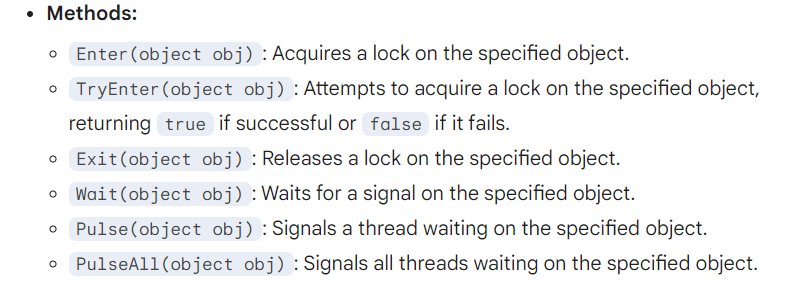 • Methods:
◦ Enter(object obj) : Acquires a lock on the specified object.
◦ TryEnter(object obj) : Attempts to acquire a lock on the specified object,
returning true if successful or false if it fails.
◦ Exit(object obj) : Releases a lock on the specified object.
◦ Wait(object obj) : Waits for a signal on the specified object.
◦ Pulse(object obj) : Signals a thread waiting on the specified object.
◦ PulseAll(object obj) : Signals all threads waiting on the specified object.